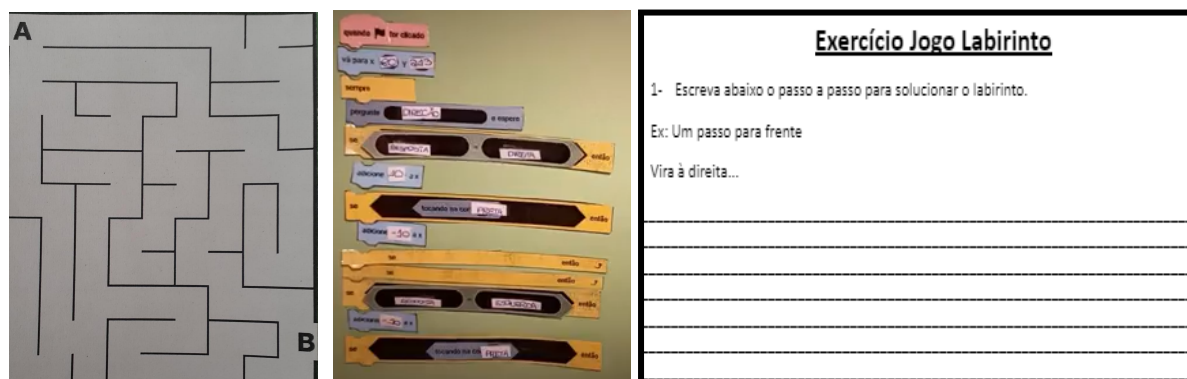 A
B
quando for clicado
vá para x y
sempre
pergunte DIREÇÃO e espere
se RESPOSTA = DIREITA então
adicione 10 a x
se tocando na cor PRETA então
adicione -10 a x
se então
se então
se RESPOSTA = ESQUERDA então
adicione a x
se tocando na cor PRETA então
Exercício Jogo Labirinto
1- Escreva abaixo o passo a passo para solucionar o labirinto.
Ex: Um passo para frente
Vira à direita...